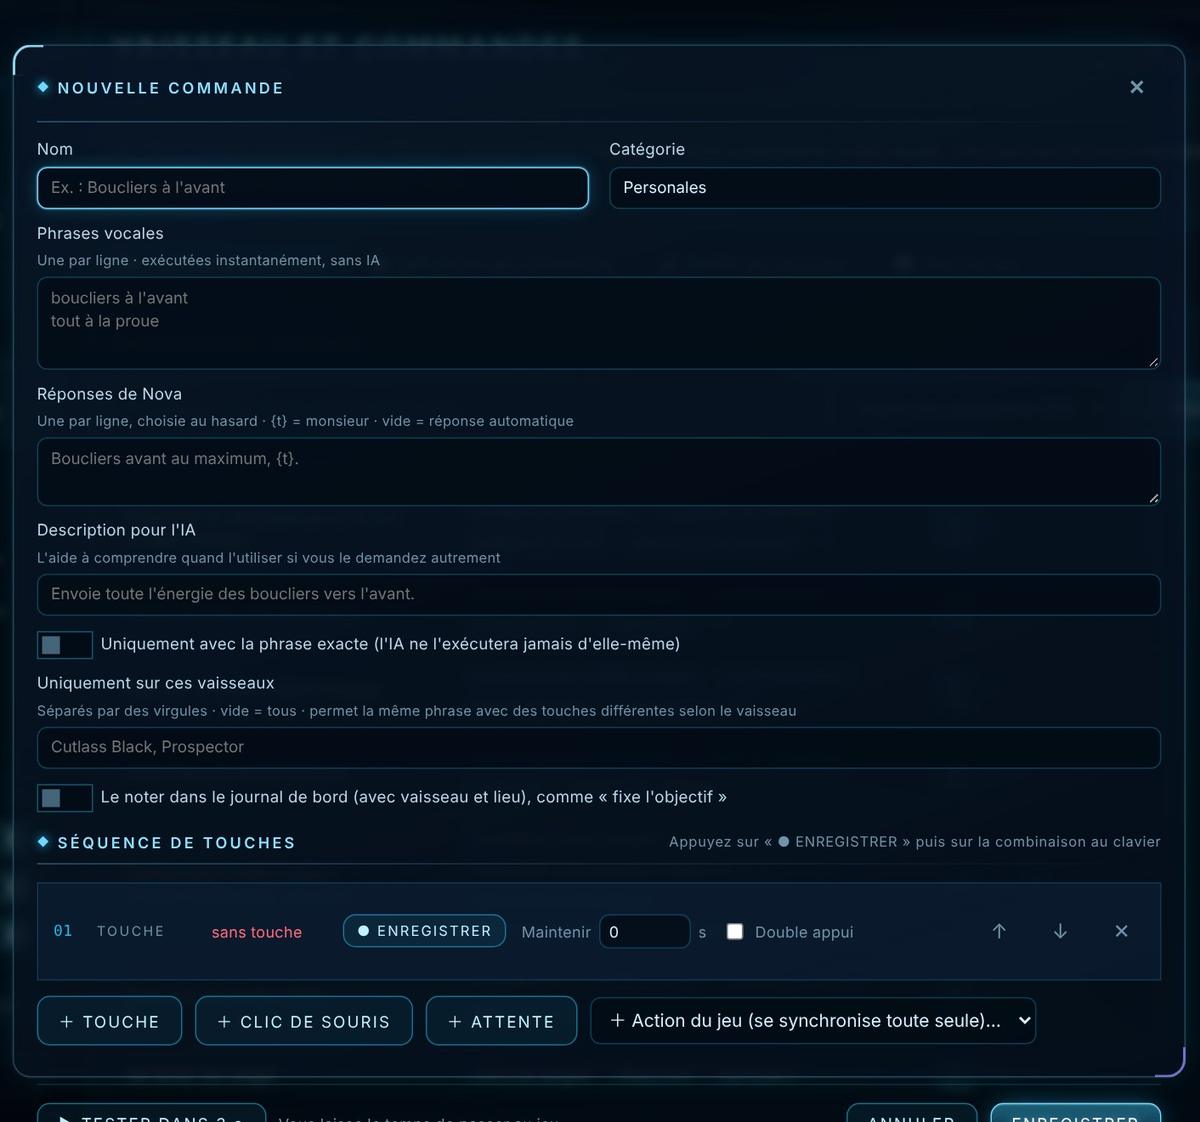 NOUVELLE COMMANDE ✕
Nom
Catégorie
Ex. : Boucliers à l'avant
Personales
Phrases vocales
Une par ligne · exécutées instantanément, sans IA
boucliers à l'avant
tout à la proue
Réponses de Nova
Une par ligne, choisie au hasard · {t} = monsieur · vide = réponse automatique
Boucliers avant au maximum, {t}.
Description pour l'IA
L'aide à comprendre quand l'utiliser si vous le demandez autrement
Envoie toute l'énergie des boucliers vers l'avant.
Uniquement avec la phrase exacte (l'IA ne l'exécutera jamais d'elle-même)
Uniquement sur ces vaisseaux
Séparés par des virgules · vide = tous · permet la même phrase avec des touches différentes selon le vaisseau
Cutlass Black, Prospector
Le noter dans le journal de bord (avec vaisseau et lieu), comme « fixe l'objectif »
SÉQUENCE DE TOUCHES
Appuyez sur « ● ENREGISTRER » puis sur la combinaison au clavier
01 TOUCHE sans touche ● ENREGISTRER Maintenir 0 s Double appui ↑ ↓ ✕
+ TOUCHE
+ CLIC DE SOURIS
+ ATTENTE
+ Action du jeu (se synchronise toute seule)...
ANNULER
ENREGISTRER